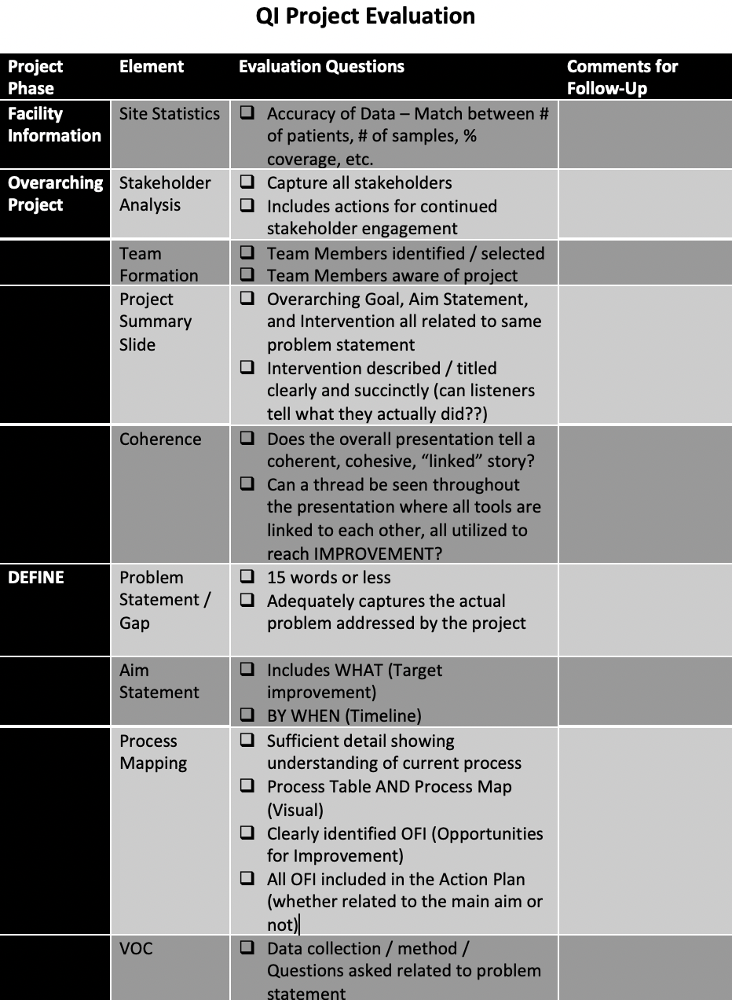 QI Project Evaluation
Project Phase
Element
Evaluation Questions
Comments for Follow-Up
Facility Information
Site Statistics
❑ Accuracy of Data – Match between #
of patients, # of samples, %
coverage, etc.
Overarching Project
Stakeholder
Analysis
❑ Capture all stakeholders
❑ Includes actions for continued
stakeholder engagement
Team
Formation
❑ Team Members identified / selected
❑ Team Members aware of project
Project
Summary
Slide
❑ Overarching Goal, Aim Statement,
and Intervention all related to same
problem statement
❑ Intervention described / titled
clearly and succinctly (can listeners
tell what they actually did??)
Coherence
❑ Does the overall presentation tell a
coherent, cohesive, “linked” story?
❑ Can a thread be seen throughout
the presentation where all tools are
linked to each other, all utilized to
reach IMPROVEMENT?
DEFINE
Problem
Statement /
Gap
❑ 15 words or less
❑ Adequately captures the actual
problem addressed by the project
Aim
Statement
❑ Includes WHAT (Target
improvement)
❑ BY WHEN (Timeline)
Process
Mapping
❑ Sufficient detail showing
understanding of current process
❑ Process Table AND Process Map
(Visual)
❑ Clearly identified OFI (Opportunities
for Improvement)
❑ All OFI included in the Action Plan
(whether related to the main aim or
not)
VOC
❑ Data collection / method /
Questions asked related to problem
statement